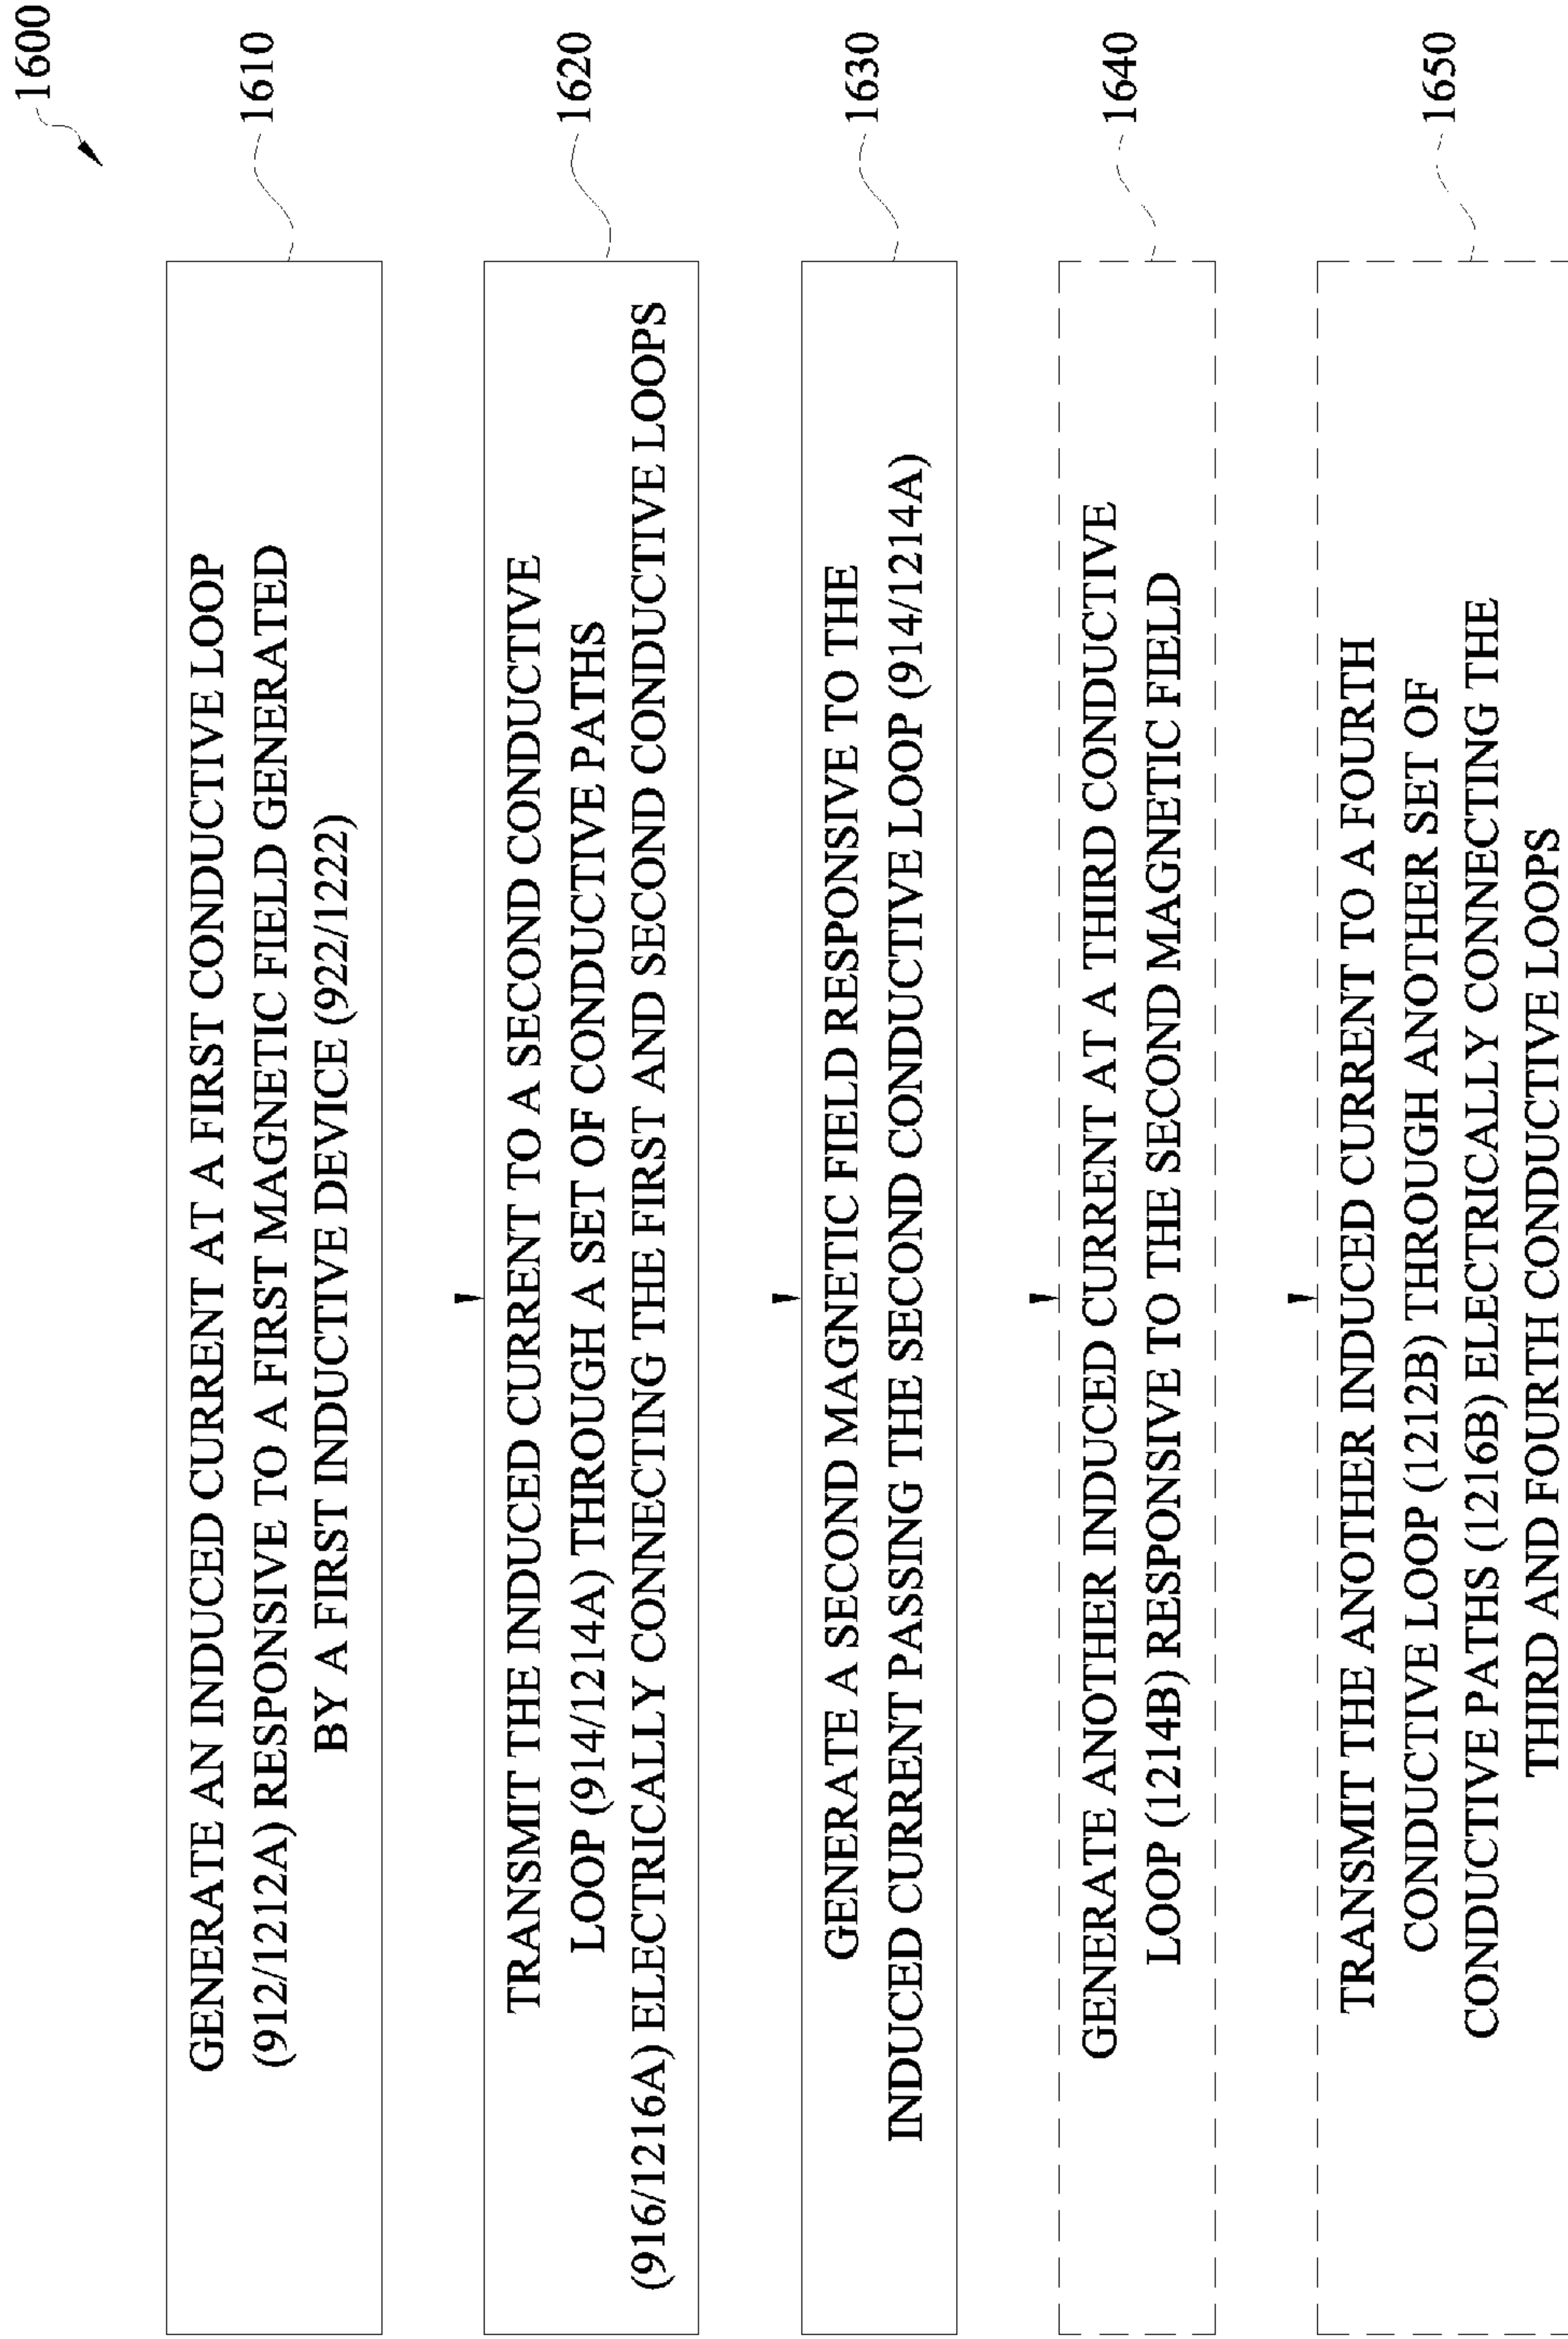 1600
GENERATE AN INDUCED CURRENT AT A FIRST CONDUCTIVE LOOP
(912/1212A) RESPONSIVE TO A FIRST MAGNETIC FIELD GENERATED
BY A FIRST INDUCTIVE DEVICE (922/1222)
1610
TRANSMIT THE INDUCED CURRENT TO A SECOND CONDUCTIVE
LOOP (914/1214A) THROUGH A SET OF CONDUCTIVE PATHS
(916/1216A) ELECTRICALLY CONNECTING THE FIRST AND SECOND CONDUCTIVE LOOPS
1620
GENERATE A SECOND MAGNETIC FIELD RESPONSIVE TO THE
INDUCED CURRENT PASSING THE SECOND CONDUCTIVE LOOP (914/1214A)
1630
GENERATE ANOTHER INDUCED CURRENT AT A THIRD CONDUCTIVE
LOOP (1214B) RESPONSIVE TO THE SECOND MAGNETIC FIELD
1640
TRANSMIT THE ANOTHER INDUCED CURRENT TO A FOURTH
CONDUCTIVE LOOP (1212B) THROUGH ANOTHER SET OF
CONDUCTIVE PATHS (1216B) ELECTRICALLY CONNECTING THE
THIRD AND FOURTH CONDUCTIVE LOOPS
1650